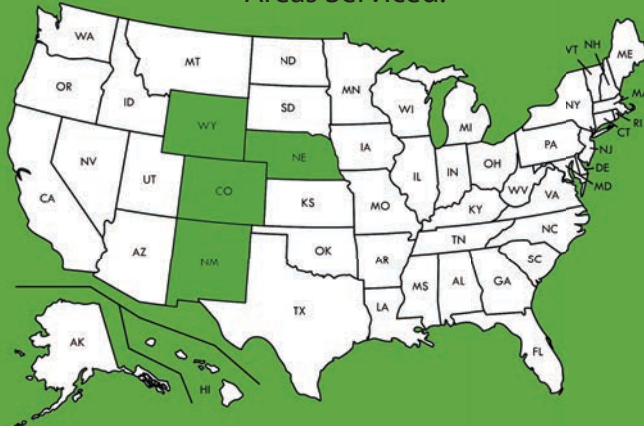 Areas Serviced:
WA
MT
ND
MN
VT
NH
ME
OR
ID
SD
WI
MI
NY
MA
RI
CT
WY
IA
PA
NJ
NV
NE
IL
IN
OH
DE
MD
UT
CO
WV
VA
CA
KS
MO
KY
NC
AZ
NM
OK
AR
TN
SC
MS
AL
GA
TX
LA
AK
HI
FL